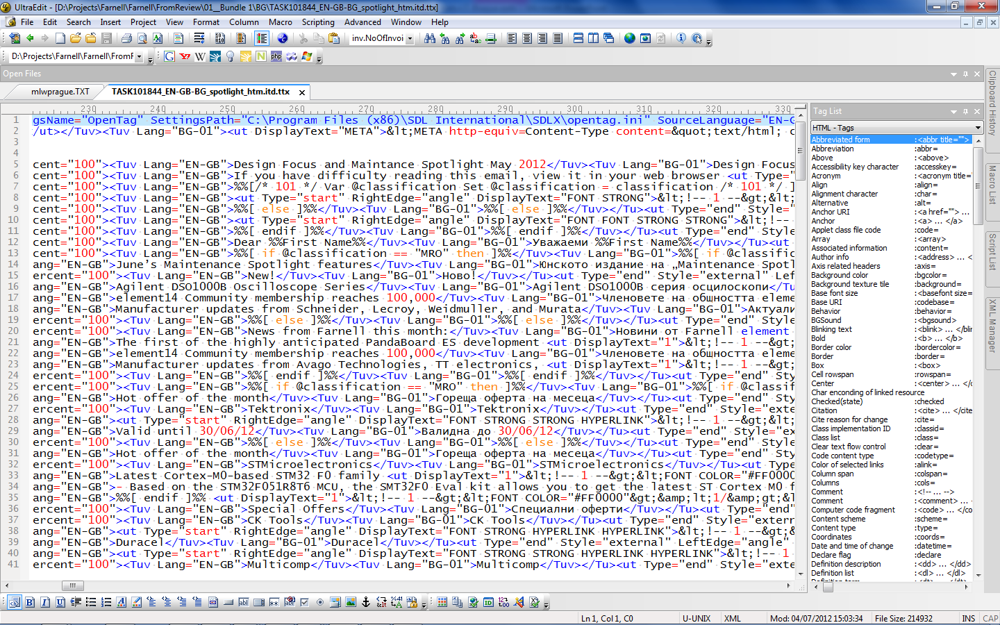 UltraEdit - [D:\Projects\Farnell\Farnell\FromReview\01__Bundle 1\BG\TASK101844_EN-GB-BG_spotlight_htm.itd.ttx]
File Edit Search Insert Project View Format Column Macro Scripting Advanced Window Help
inv.NoOfInvoi
D:\Projects\Farnell\Farnell\FromF
Open Files
mlwprague.TXT TASK101844_EN-GB-BG_spotlight_htm.itd.ttx
230 240 250 260 270 280 290 300 310 320 330
1 gsName="OpenTag" SettingsPath="C:\Program Files (x86)\SDL International\SDLX\opentag.ini" SourceLanguage="EN-G
2 /ut></Tuv><Tuv Lang="BG-01"><ut DisplayText="META">&lt;META http-equiv=Content-Type content=&quot;text/html; c
3
4
5 cent="100"><Tuv Lang="EN-GB">Design Focus and Maintance Spotlight May 2012</Tuv><Tuv Lang="BG-01">Design Focus
6 cent="100"><Tuv Lang="EN-GB">If you have difficulty reading this email, view it in your web browser <ut Type="
7 cent="100"><Tuv Lang="EN-GB">%%[/* 101 */ Var @classification Set @classification = classification /* 101 */ ]
8 cent="100"><Tuv Lang="EN-GB"><ut Type="start" RightEdge="angle" DisplayText="FONT STRONG">&lt;!-- 1 --&gt;&lt;
9 cent="100"><Tuv Lang="EN-GB">%%[ else ]%%</Tuv><Tuv Lang="BG-01">%%[ else ]%%</Tu><ut Type="end" Style="
10 cent="100"><Tuv Lang="EN-GB"><ut Type="start" RightEdge="angle" DisplayText="FONT FONT STRONG STRONG">&lt;!--
11 cent="100"><Tuv Lang="EN-GB">%%[ endif ]%%</Tuv><Tuv Lang="BG-01">%%[ endif ]%%</Tuv></Tu><ut Type="end" Style
12 cent="100"><Tuv Lang="EN-GB">Dear %%First Name%%</Tuv><Tuv Lang="BG-01">Уважаеми %%First Name%%</Tuv></Tu><ut
13 cent="100"><Tuv Lang="EN-GB">%%[ if @classification == "MRO" then ]%%</Tuv><Tuv Lang="BG-01">%%[ if @classific
14 ang="EN-GB">June's Maintenance Spotlight features</Tuv><Tuv Lang="BG-01">Юнското издание на „Maintenance Spotl
15 ercent="100"><Tuv Lang="EN-GB">New!</Tuv><Tuv Lang="BG-01">Ново!</Tuv></Tu><ut Type="end" Style="external" Lef
16 ang="EN-GB">Agilent DSO1000B Oscilloscope Series</Tuv><Tuv Lang="BG-01">Agilent DSO1000B серия осцилоскопи</Tu
17 ang="EN-GB">element14 Community membership reaches 100,000</Tuv><Tuv Lang="BG-01">Членовете на общността eleme
18 ang="EN-GB">Manufacturer updates from Schneider, Lecroy, Weidmuller, and Murata</Tuv><Tuv Lang="BG-01">Актуали
19 ercent="100"><Tuv Lang="EN-GB">%%[ else ]%%</Tuv><Tuv Lang="BG-01">%%[ else ]%%</Tuv></Tu><ut Type="end" Style
20 ercent="100"><Tuv Lang="EN-GB">News from Farnell this month:</Tuv><Tuv Lang="BG-01">Новини от Farnell element
21 ang="EN-GB">The first of the highly anticipated PandaBoard ES development <ut DisplayText="1">&lt;!-- 1 --&gt;
22 ang="EN-GB">element14 Community membership reaches 100,000</Tuv><Tuv Lang="BG-01">Членовете на общността eleme
23 ang="EN-GB">Manufacturer updates from Avago Technologies, TT electronics, <ut DisplayText="1">&lt;!-- 1 --&gt;
24 ercent="100"><Tuv Lang="EN-GB">%%[ endif ]%%</Tuv><Tuv Lang="BG-01">%%[ endif ]%%</Tuv></Tu><ut Type="end" Sty
25 ercent="100"><Tuv Lang="EN-GB">%%[ if @classification == "MRO" then ]%%</Tuv><Tuv Lang="BG-01">%%[ if @classif
26 ang="EN-GB">Hot offer of the month</Tuv><Tuv Lang="BG-01">Гореща оферта на месеца</Tuv></Tu><ut Type="end" Sty
27 ercent="100"><Tuv Lang="EN-GB">Tektronix</Tuv><Tuv Lang="BG-01">Tektronix</Tuv></Tu><ut Type="end" Style="exte
28 ang="EN-GB"><ut Type="start" RightEdge="angle" DisplayText="FONT STRONG STRONG HYPERLINK">&lt;!-- 1 --&gt;&lt;
29 ang="EN-GB">Valid until 30/06/12</Tuv><Tuv Lang="BG-01">Валидна до 30/06/12</Tuv></Tu><ut Type="end" Style="ex
30 ercent="100"><Tuv Lang="EN-GB">%%[ else ]%%</Tuv><Tuv Lang="BG-01">%%[ else ]%%</Tuv></Tu><ut Type="end" Style
31 ang="EN-GB">Hot offer of the month</Tuv><Tuv Lang="BG-01">Гореща оферта на месеца</Tuv></Tu><ut Type="end" Sty
32 ercent="100"><Tuv Lang="EN-GB">STMicroelectronics</Tuv><Tuv Lang="BG-01">STMicroelectronics</Tuv></Tu><ut Type
33 ang="EN-GB">Latest Cortex-M0-based STM32 F0 family <ut DisplayText="1">&lt;!-- 1 --&gt;&lt;FONT COLOR="#FF0000
34 ang="EN-GB">- Based on the STM32F051R8T6 MCU, the SMT32F0 Eval kit allows you to get the latest ST Cortex M0 f
35 ang="EN-GB">%%[ endif ]%% <ut DisplayText="1">&lt;!-- 1 --&gt;&lt;FONT COLOR="#FF0000"&gt;&amp;lt;1/&amp;gt;&l
36 ercent="100"><Tuv Lang="EN-GB">Special Offers</Tuv><Tuv Lang="BG-01">Специални оферти</Tuv></Tu><ut Type="end"
37 ercent="100"><Tuv Lang="EN-GB">CK Tools</Tuv><Tuv Lang="BG-01">CK Tools</Tuv></Tu><ut Type="end" Style="extern
38 ang="EN-GB"><ut Type="start" RightEdge="angle" DisplayText="FONT STRONG HYPERLINK HYPERLINK">&lt;!-- 1 --&gt;&
39 ang="EN-GB">Duracel</Tuv><Tuv Lang="BG-01">Duracel</Tuv></Tu><ut Type="end" Style="external" LeftEdge="angle"
40 ang="EN-GB"><ut Type="start" RightEdge="angle" DisplayText="FONT STRONG STRONG HYPERLINK HYPERLINK">&lt;!-- 1
41 ercent="100"><Tuv Lang="EN-GB">Multicomp</Tuv><Tuv Lang="BG-01">Multicomp</Tuv></Tu><ut Type="end" Style="exte
Tag List
HTML - Tags
Abbreviated form :<abbr title="">
Abbreviation :abbr=
Above :<above>
Accessibility key character :accesskey=
Acronym :<acronym title=
Align :align=
Alignment character :char=
Alternative :alt=
Anchor URI :<a href=""> ...
Anchor :<a> ... </a>
Applet class file code :code=
Array :<array>
Associated information :content=
Author info :<address> ... <
Axis related headers :axis=
Background color :bgcolor=
Background texture tile :background=
Base font size :<basefont size=
Base URI :codebase=
Behavior :behavior=
BGSound :<bgsound>
Blinking text :<blink> ... </blin
Bold :<b> ... </b>
Border color :bordercolor=
Border :border=
Box :<box>
Cell rowspan :rowspan=
Center :<center> ... </c
Char enconding of linked resource
Checked(state) :checked
Citation :<cite> ... </cite
Cite reason for change :cite=
Class implementation ID :classid=
Class list :class=
Clear text flow control :clear=
Code content type :codetype=
Color of selected links :alink=
Column span :colspan=
Columns :cols=
Comment :<!-- ... -->
Comment :<comment> ...
Computer code fragment :<code> ... </co
Content scheme :scheme=
Content type :type=
Coordinates :coords=
Date and time of change :datetime=
Declare flag :declare
Definition description :<dd> ... </dd>
Definition list :<dl> ... </dl>
Clipboard History
Macro List
Script List
XML Manager
Ln 1, Col 1, C0 U-UNIX XML Mod: 04/07/2012 15:03:34 File Size: 214932 INS CAP